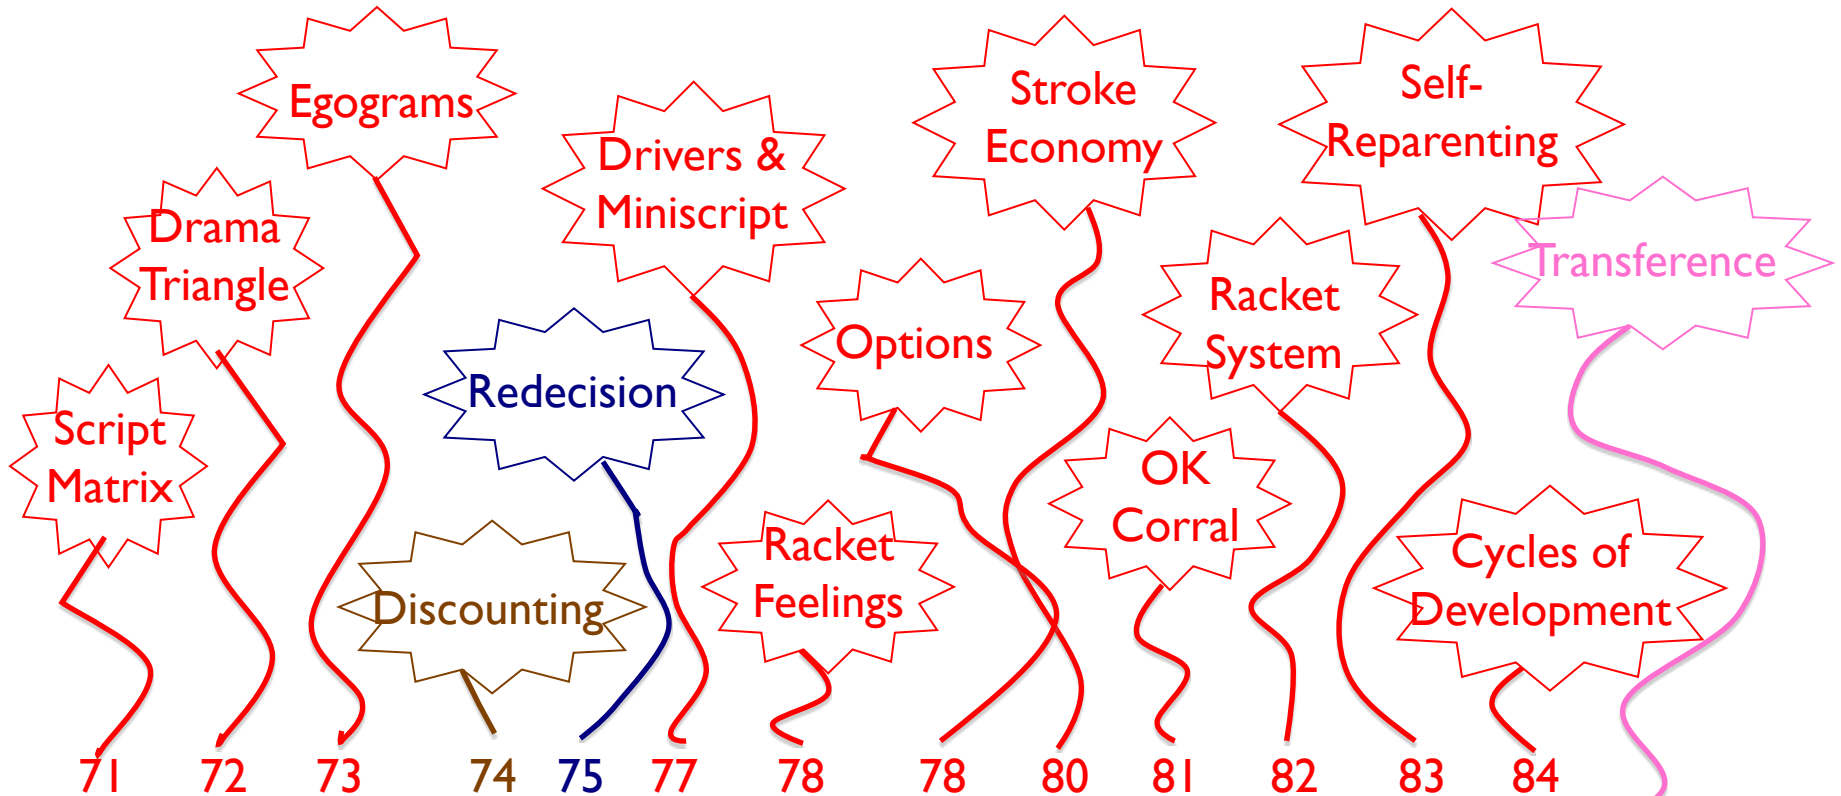 Egograms
Stroke
Economy
Self-
Reparenting
Drivers &
Miniscript
Drama
Triangle
Transference
Racket
System
Options
Redecision
Script
Matrix
OK
Corral
Racket
Feelings
Cycles of
Development
Discounting
71 72 73 74 75 77 78 78 80 81 82 83 84